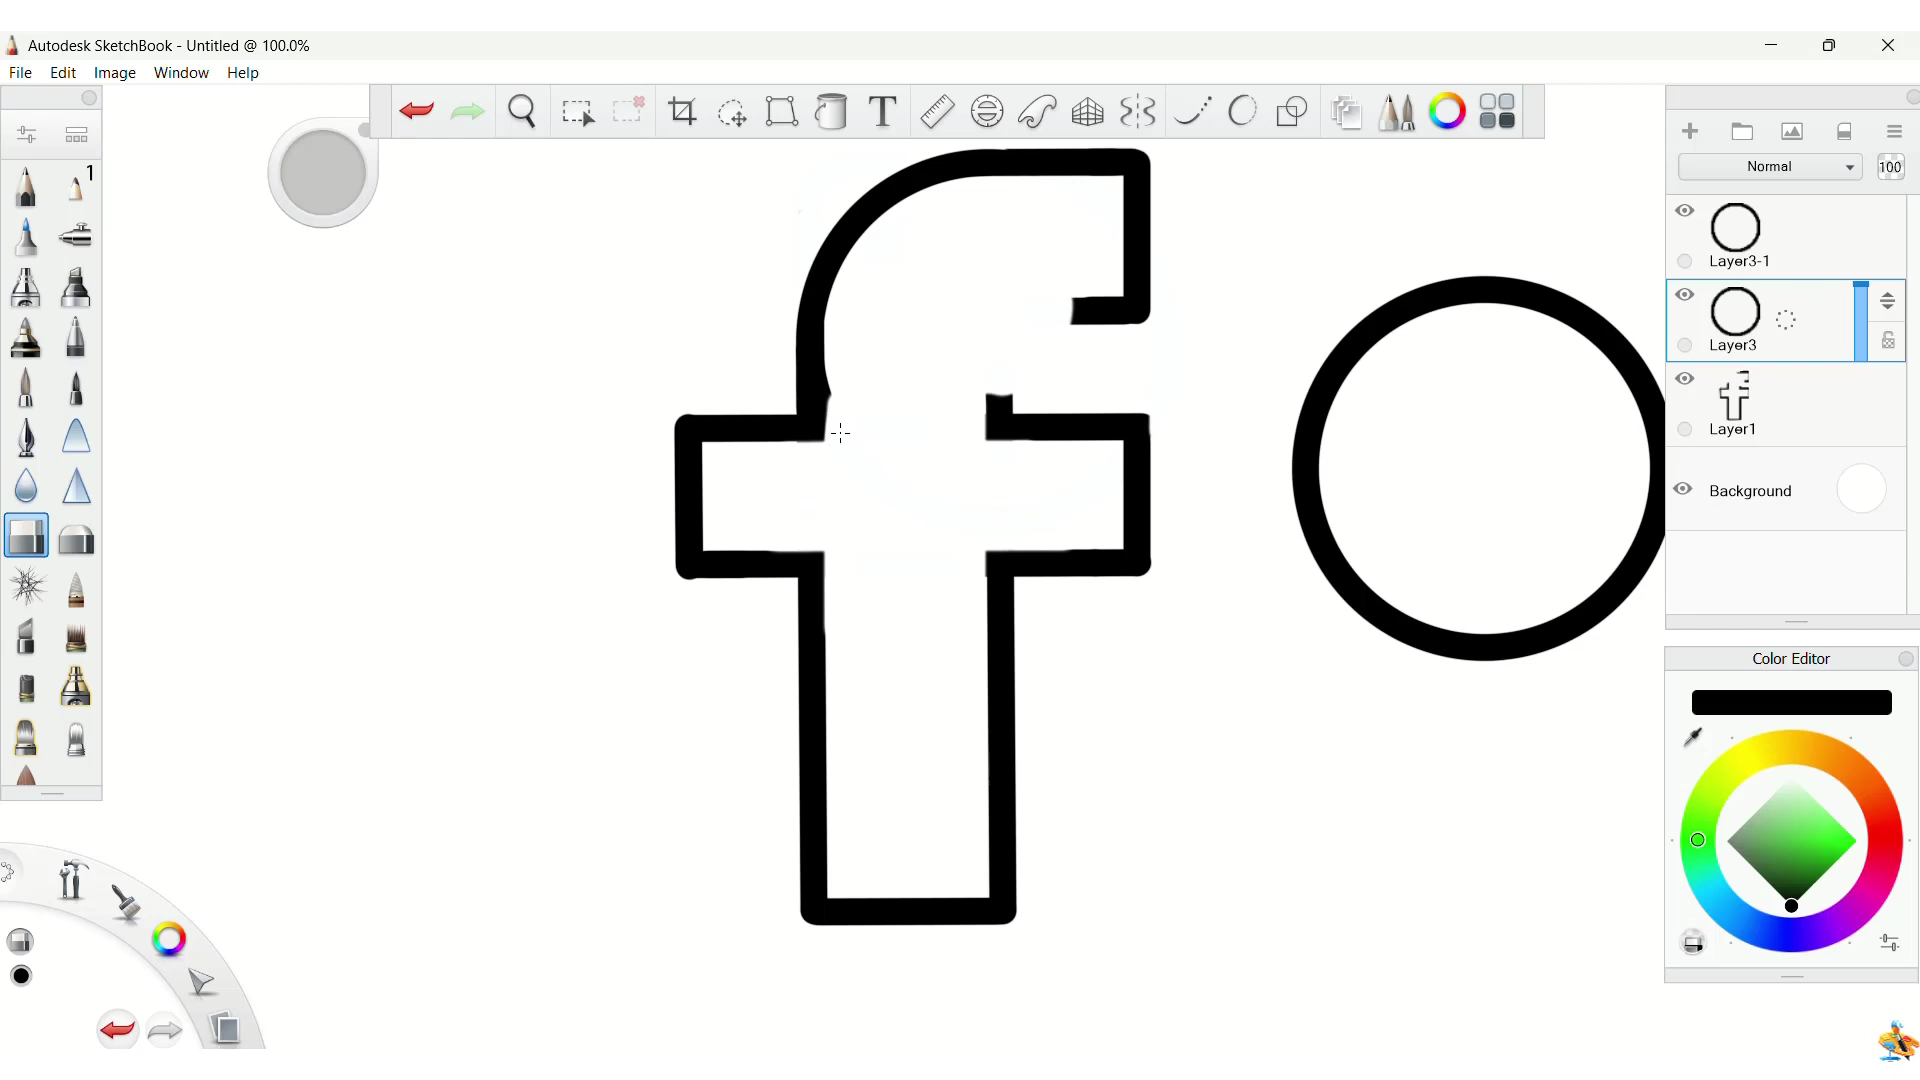 Autodesk SketchBook - Untitled @ 100.0%
File Edit Image Window Help
1
T
Normal 100
Layer3-1
Layer3
Layer1
Background
Color Editor
f